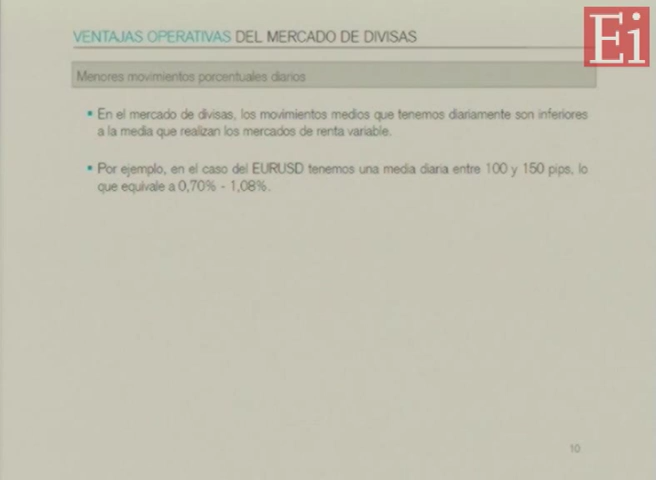 VENTAJAS OPERATIVAS DEL MERCADO DE DIVISAS
Ei
Menores movimientos porcentuales diarios
▪ En el mercado de divisas, los movimientos medios que tenemos diariamente son inferiores
a la media que realizan los mercados de renta variable.
▪ Por ejemplo, en el caso del EURUSD tenemos una media diaria entre 100 y 150 pips, lo
que equivale a 0,70% - 1,08%.
10